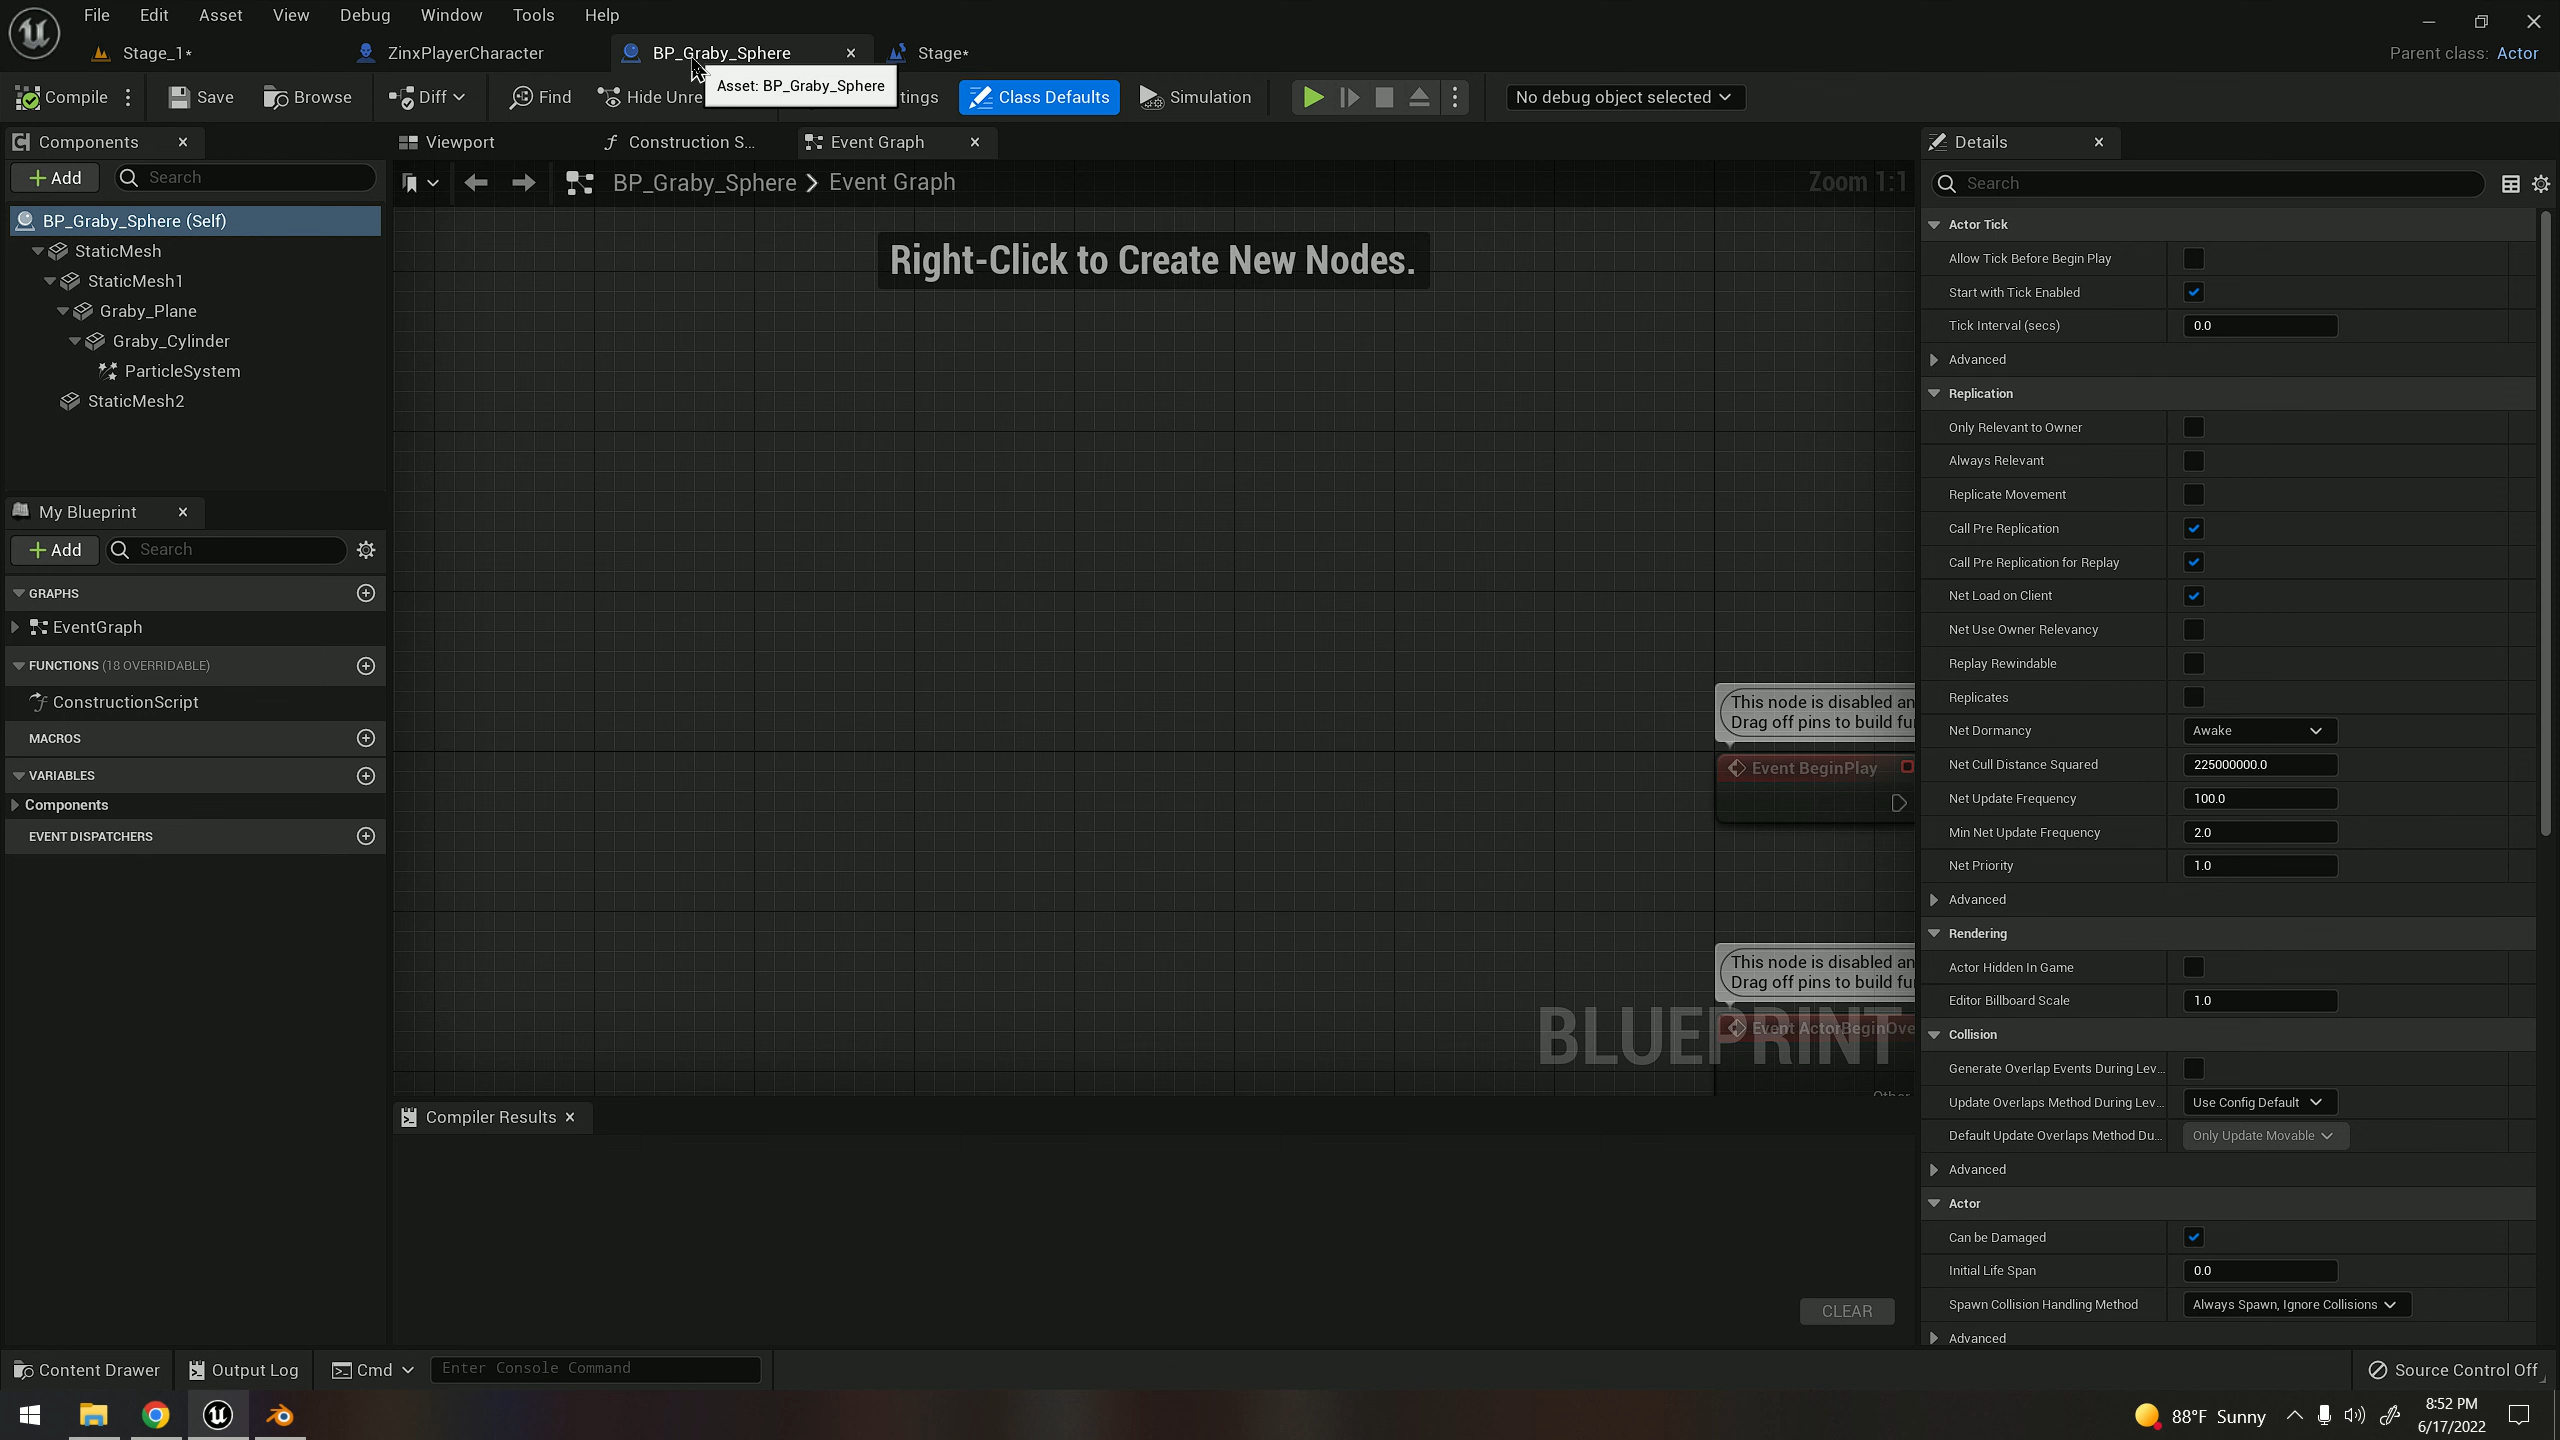 File Edit Asset View Debug Window Tools Help
Stage_1* ZinxPlayerCharacter BP_Graby_Sphere Stage*
Parent class: Actor
Compile Save Browse Diff Find Hide Unre tings Class Defaults Simulation No debug object selected
Asset: BP_Graby_Sphere
Components
Add Search
BP_Graby_Sphere (Self)
StaticMesh
StaticMesh1
Graby_Plane
Graby_Cylinder
ParticleSystem
StaticMesh2
My Blueprint
Add Search
GRAPHS
EventGraph
FUNCTIONS (18 OVERRIDABLE)
ConstructionScript
MACROS
VARIABLES
Components
EVENT DISPATCHERS
Viewport Construction S... Event Graph
BP_Graby_Sphere > Event Graph Zoom 1:1
Right-Click to Create New Nodes.
This node is disabled an
Drag off pins to build fu
Event BeginPlay
This node is disabled an
Drag off pins to build fu
Event ActorBeginOve
Other
BLUEPRINT
Compiler Results
CLEAR
Details
Search
Actor Tick
Allow Tick Before Begin Play
Start with Tick Enabled
Tick Interval (secs) 0.0
Advanced
Replication
Only Relevant to Owner
Always Relevant
Replicate Movement
Call Pre Replication
Call Pre Replication for Replay
Net Load on Client
Net Use Owner Relevancy
Replay Rewindable
Replicates
Net Dormancy Awake
Net Cull Distance Squared 225000000.0
Net Update Frequency 100.0
Min Net Update Frequency 2.0
Net Priority 1.0
Advanced
Rendering
Actor Hidden In Game
Editor Billboard Scale 1.0
Collision
Generate Overlap Events During Lev...
Update Overlaps Method During Lev... Use Config Default
Default Update Overlaps Method Du... Only Update Movable
Advanced
Actor
Can be Damaged
Initial Life Span 0.0
Spawn Collision Handling Method Always Spawn, Ignore Collisions
Advanced
Content Drawer Output Log Cmd Enter Console Command Source Control Off
88°F Sunny
8:52 PM
6/17/2022